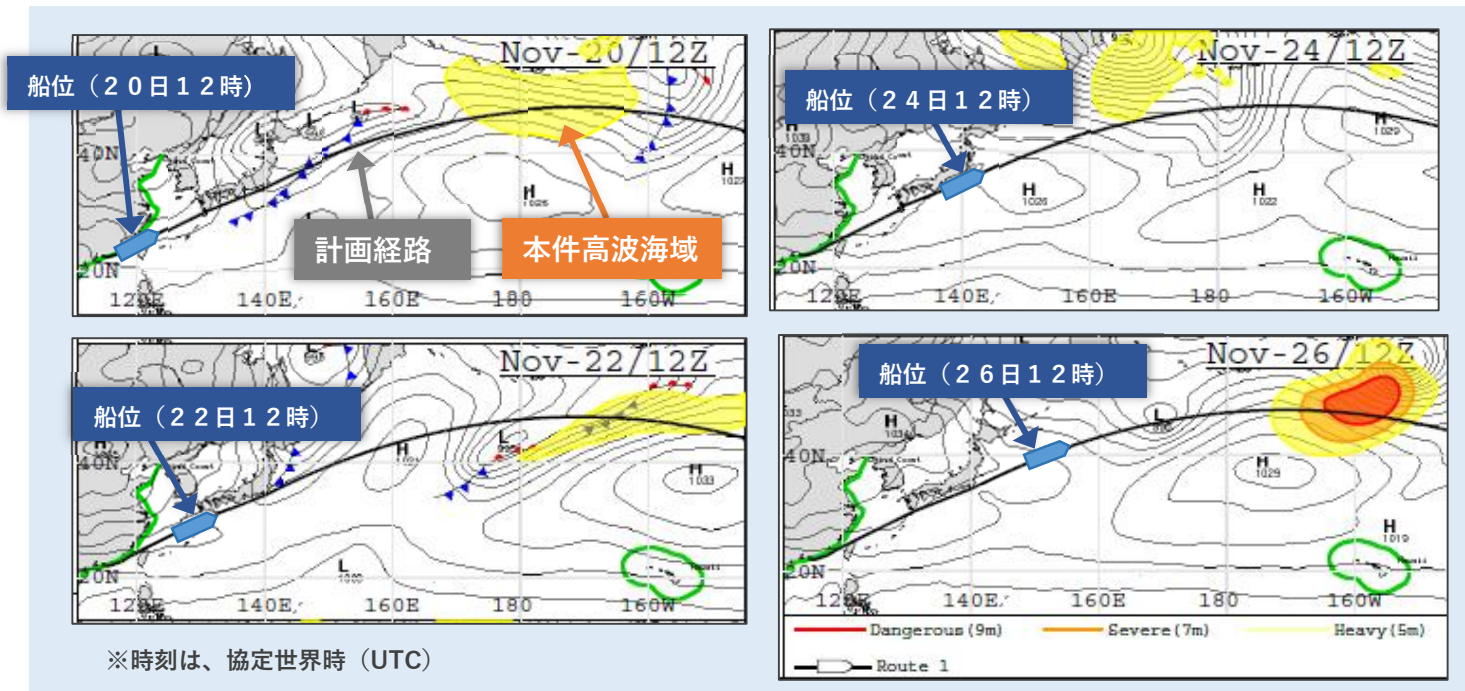 Nov-20/12Z
船位（２０日１２時）
40N
20N
計画経路
本件高波海域
H
1025
H
L
L
L
120E 140E 160E 180 160W
Nov-24/12Z
船位（２４日１２時）
40N
20N
H
1026
H
1022
H
1029
120E 140E 160E 180 160W
Nov-22/12Z
船位（２２日１２時）
40N
20N
H
L
H
1033
L
120E 140E 160E 180 160W
Nov-26/12Z
船位（２６日１２時）
40N
20N
H
1034
L
H
1029
H
1019
120E 140E 160E 180 160W
Dangerous(9m) Severe(7m) Heavy(5m)
Route 1
※時刻は、協定世界時（UTC）